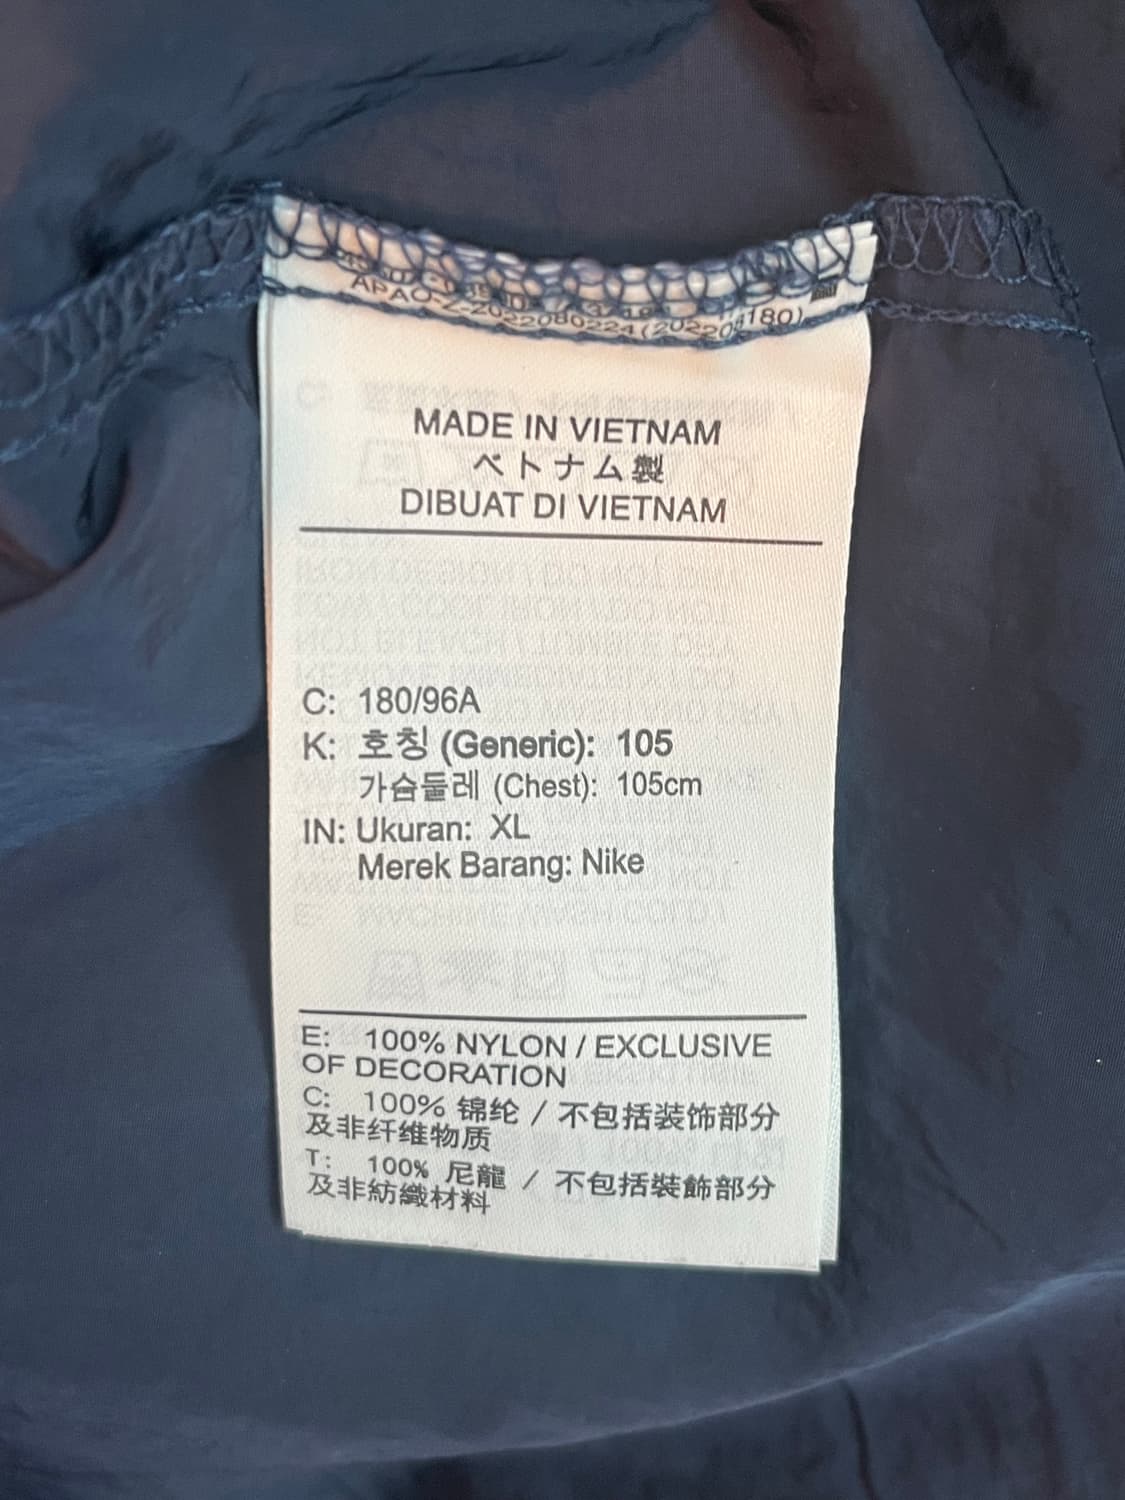 APAO-Z-2022080224(202208180)
MADE IN VIETNAM
ベトナム製
DIBUAT DI VIETNAM
C: 180/96A
K: 호칭 (Generic): 105
가슴둘레 (Chest): 105cm
IN: Ukuran: XL
Merek Barang: Nike
E: 100% NYLON / EXCLUSIVE
OF DECORATION
C: 100% 锦纶 / 不包括装饰部分
及非纤维物质
T: 100% 尼龍 / 不包括裝飾部分
及非紡織材料